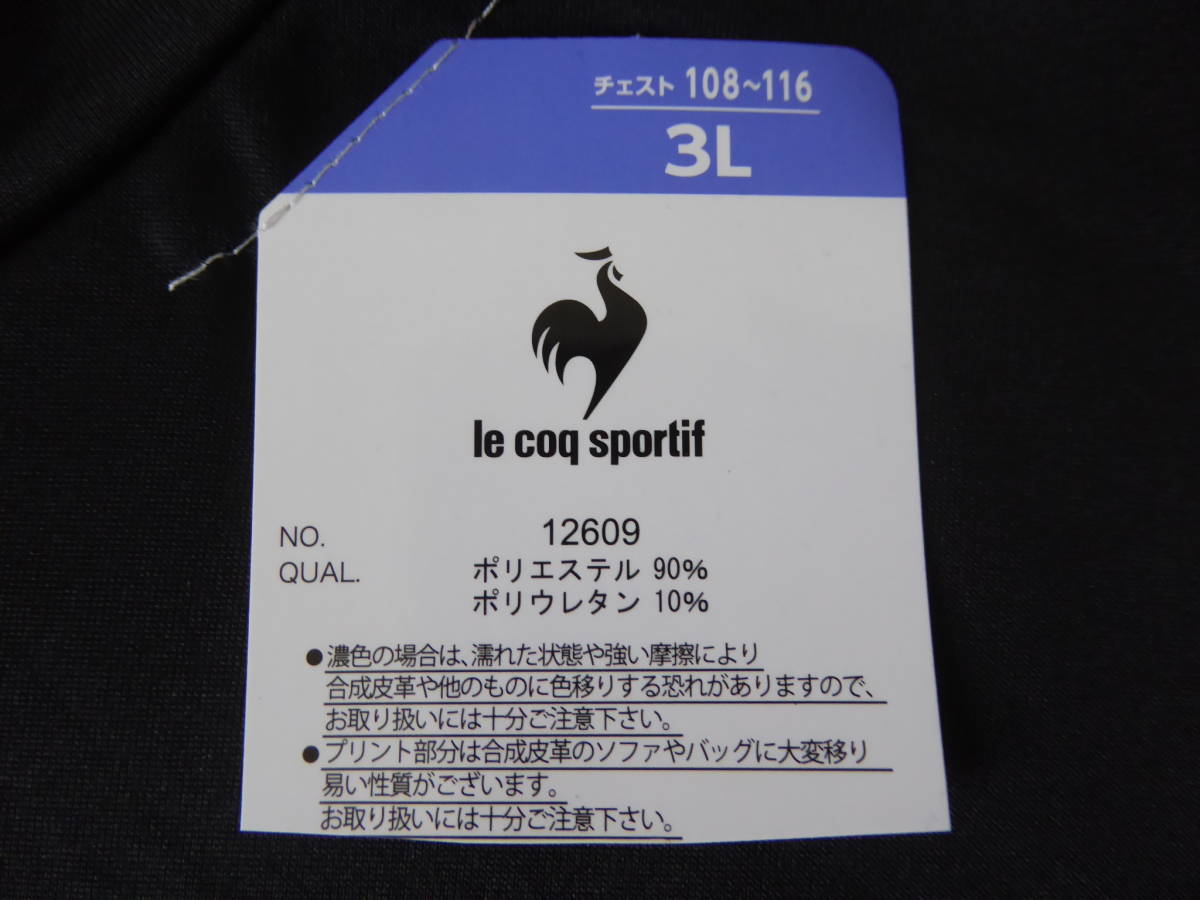 チェスト 108~116
3L
le coq sportif
NO. 12609
QUAL. ポリエステル 90%
ポリウレタン 10%
●濃色の場合は、濡れた状態や強い摩擦により
合成皮革や他のものに色移りする恐れがありますので、
お取り扱いには十分ご注意下さい。
●プリント部分は合成皮革のソファやバッグに大変移り
易い性質がございます。
お取り扱いには十分ご注意下さい。